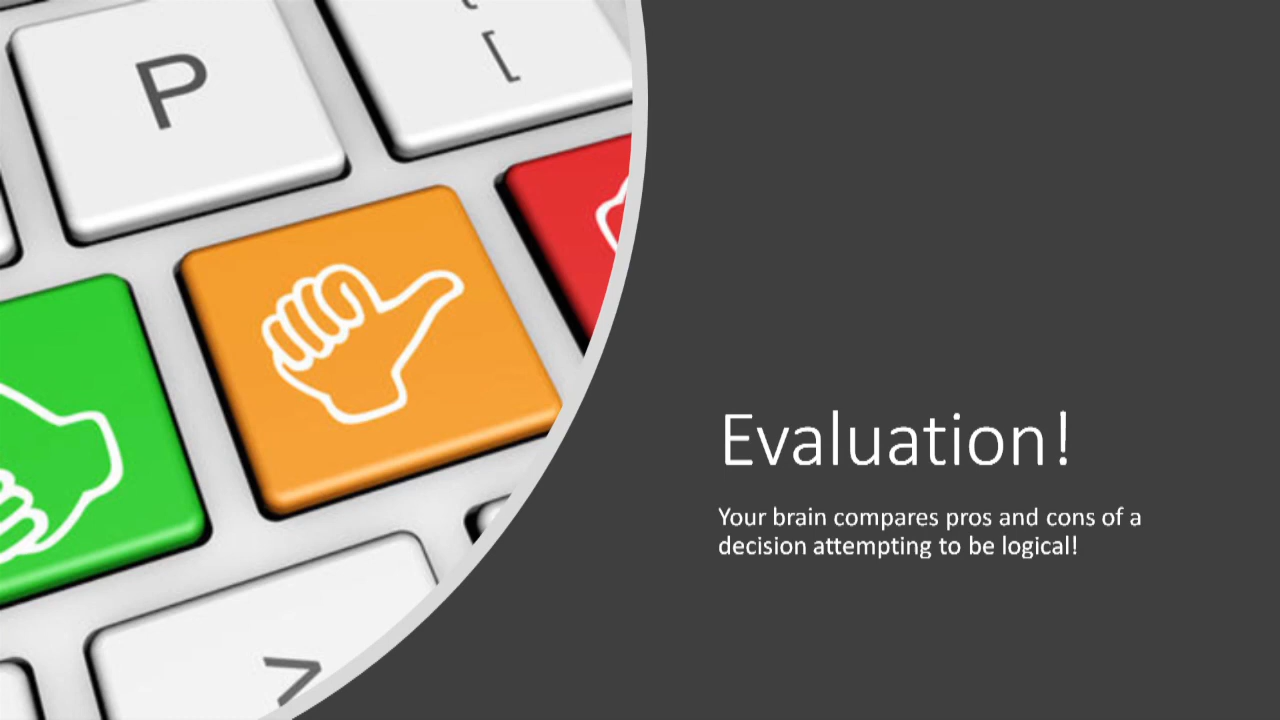 P
[
>
Evaluation!
Your brain compares pros and cons of a
decision attempting to be logical!